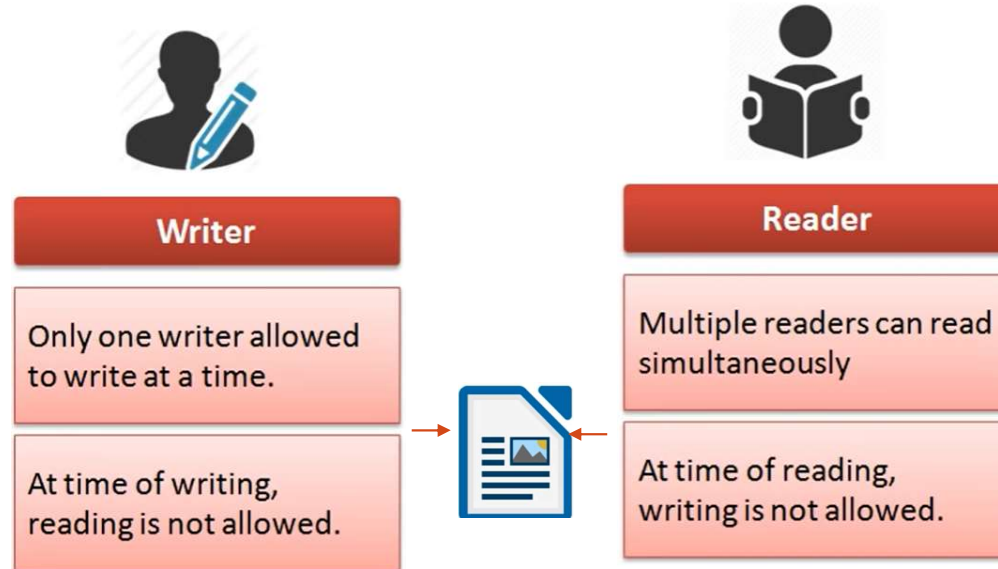 Writer
Only one writer allowed
to write at a time.
At time of writing,
reading is not allowed.
Reader
Multiple readers can read
simultaneously
At time of reading,
writing is not allowed.